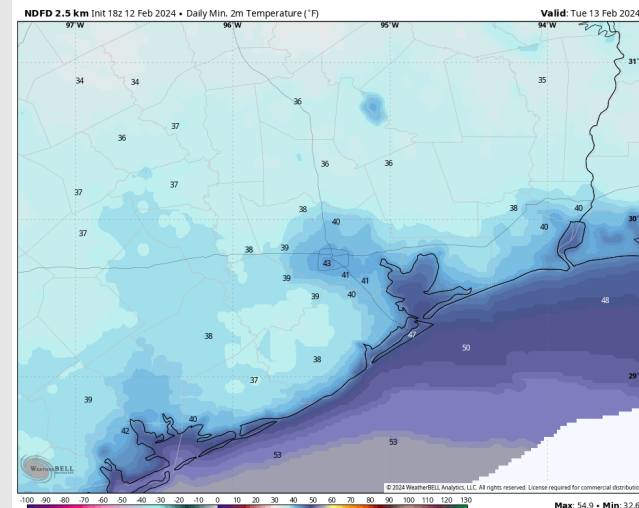 NDFD 2.5 km Init 18z 12 Feb 2024 • Daily Min. 2m Temperature (°F) Valid: Tue 13 Feb 2024
97°W 96°W 95°W 94°W
31°
34 34 35
36
37
36
36 36
37
37
38 38 40
40 40 30°
37
38 39
43
39 41 41
39 40 48
38 47
50
38
37 29°
39
40
42
53
53
WeatherBELL
© 2024 WeatherBELL Analytics, LLC. All rights reserved. License required for commercial distributio
-100 -90 -80 -70 -60 -50 -40 -30 -20 -10 0 10 20 30 40 50 60 70 80 90 100 110 120 130
Max: 54.9 • Min: 32.6